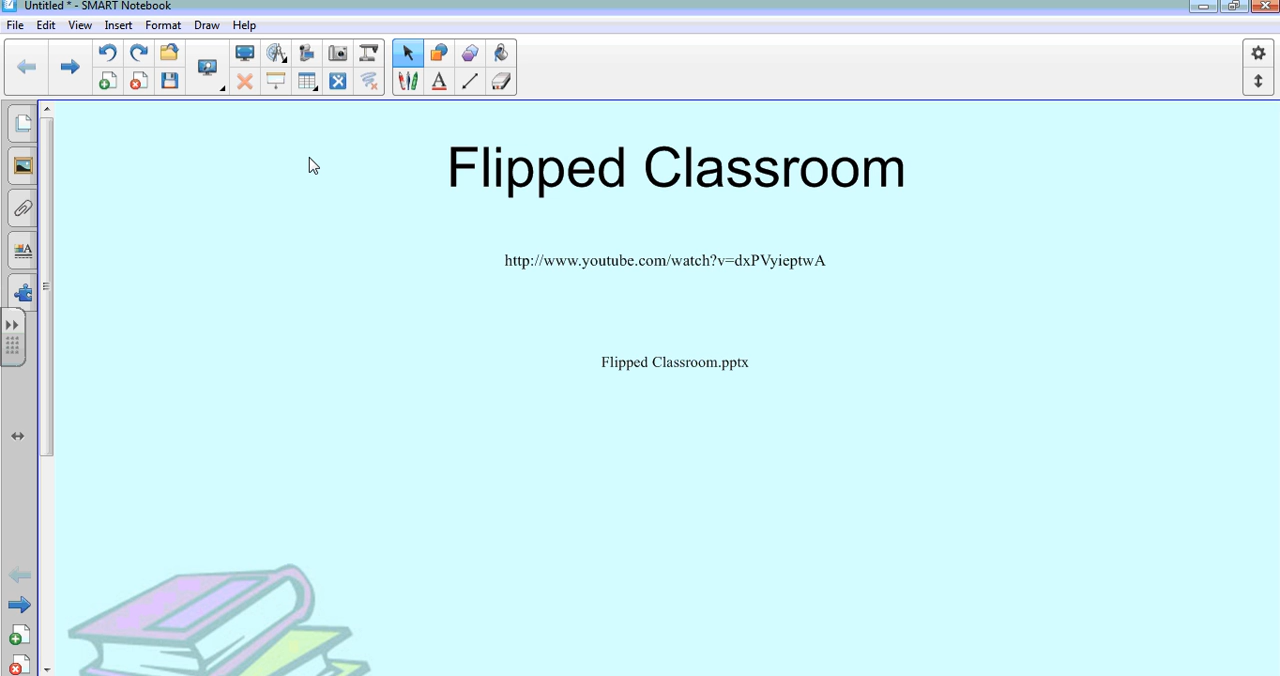 Untitled * - SMART Notebook
File Edit View Insert Format Draw Help
Flipped Classroom
http://www.youtube.com/watch?v=dxPVyieptwA
Flipped Classroom.pptx